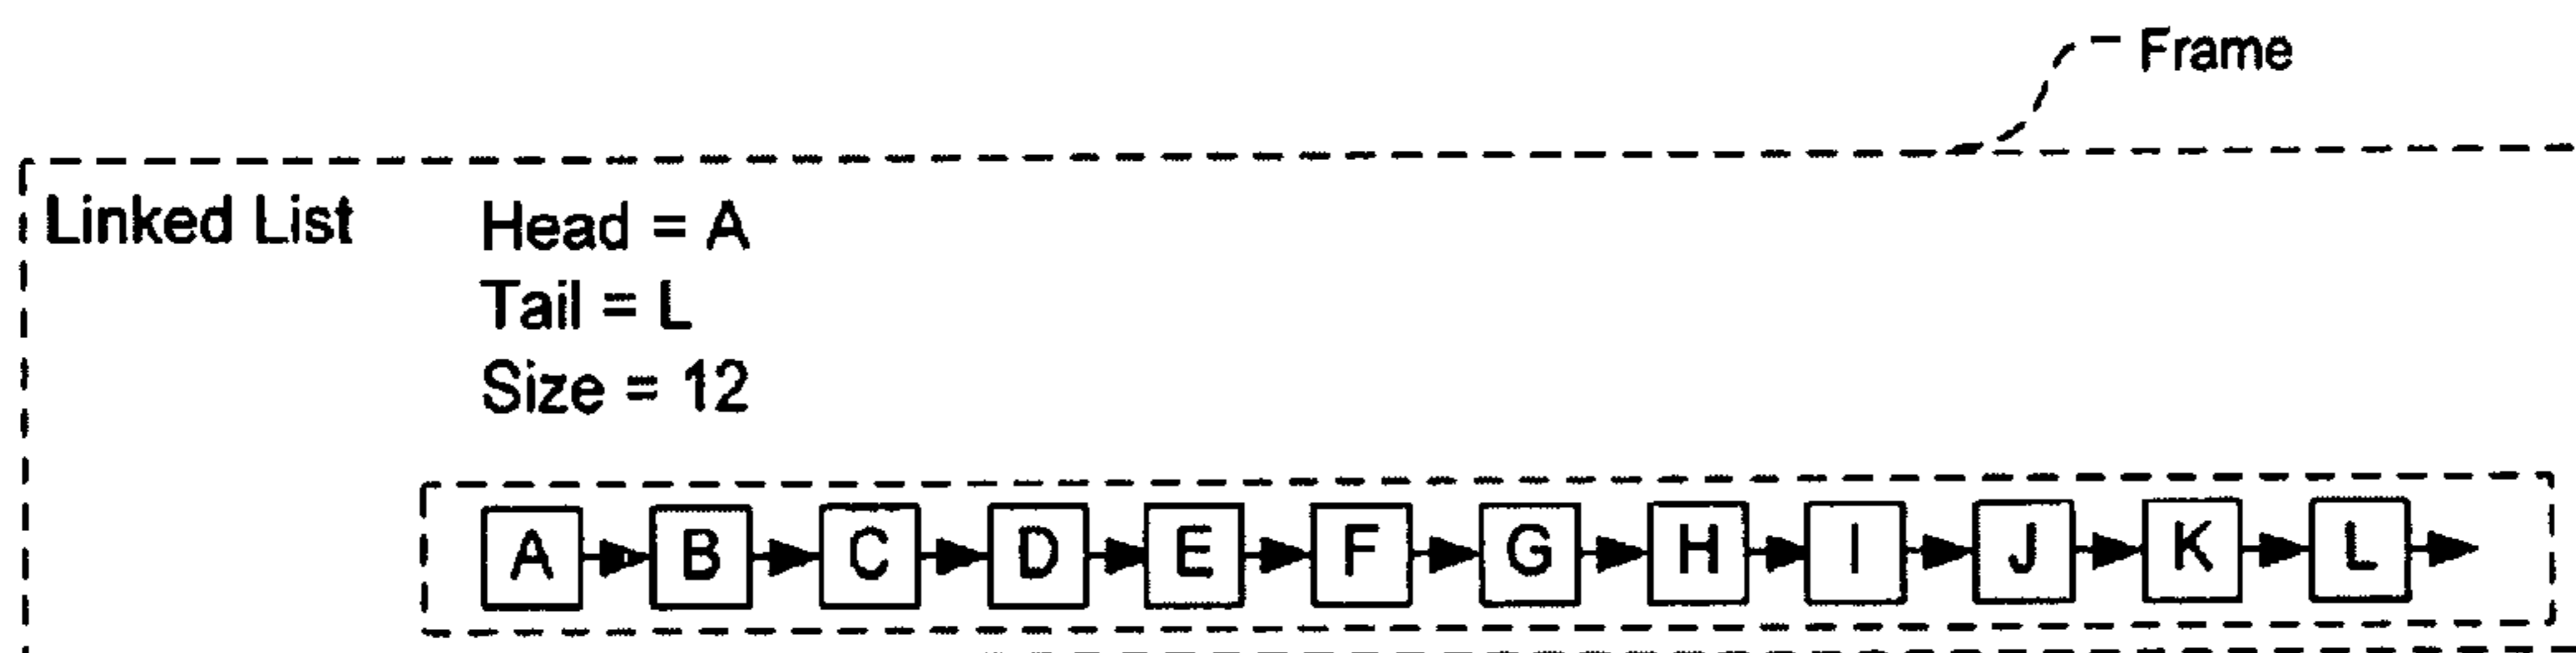 Frame
Linked List Head = A
Tail = L
Size = 12
A B C D E F G H I J K L